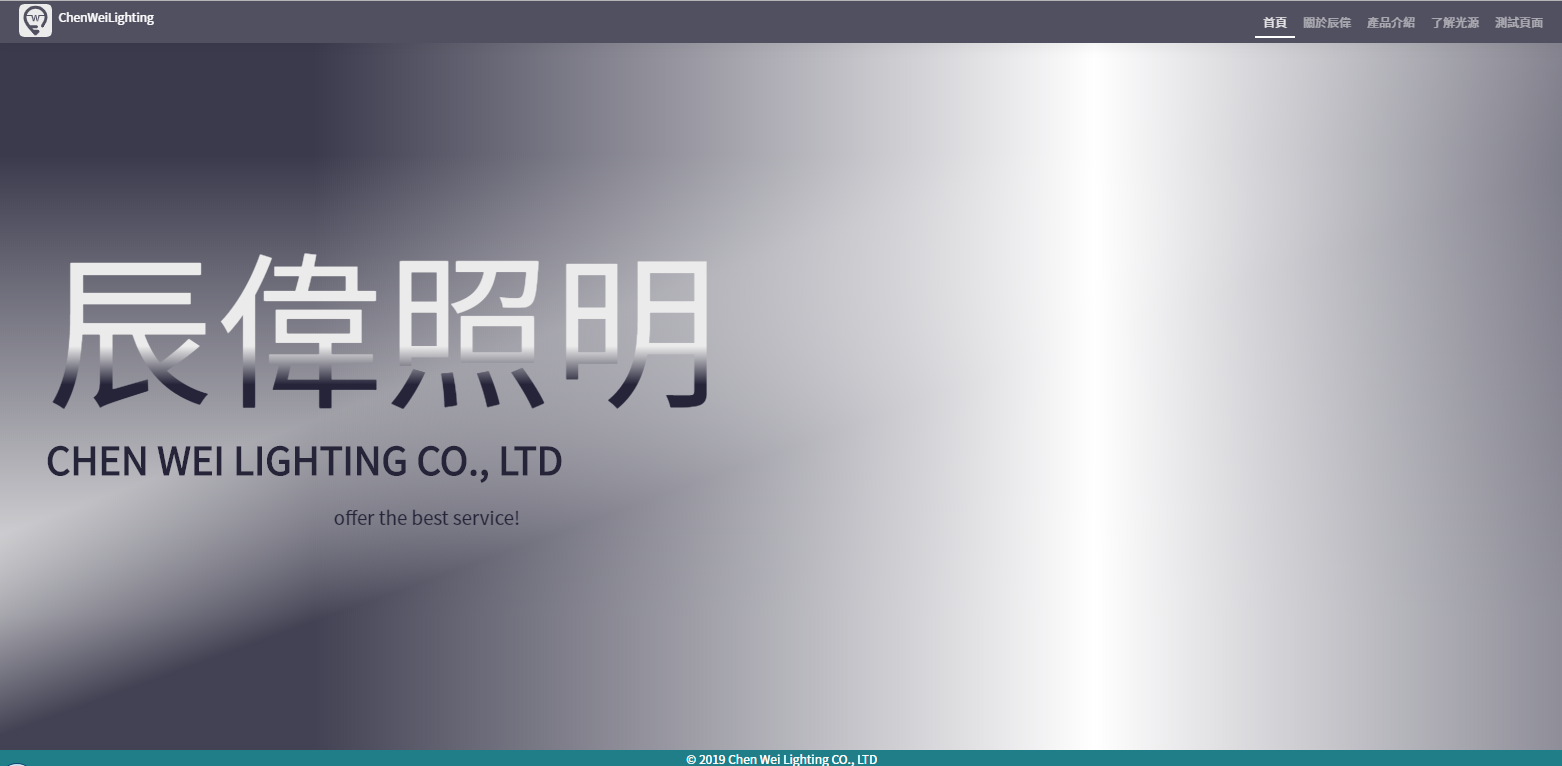 W
ChenWeiLighting
首頁 關於辰偉 產品介紹 了解光源 測試頁面
辰偉照明
CHEN WEI LIGHTING CO., LTD
offer the best service!
© 2019 Chen Wei Lighting CO., LTD